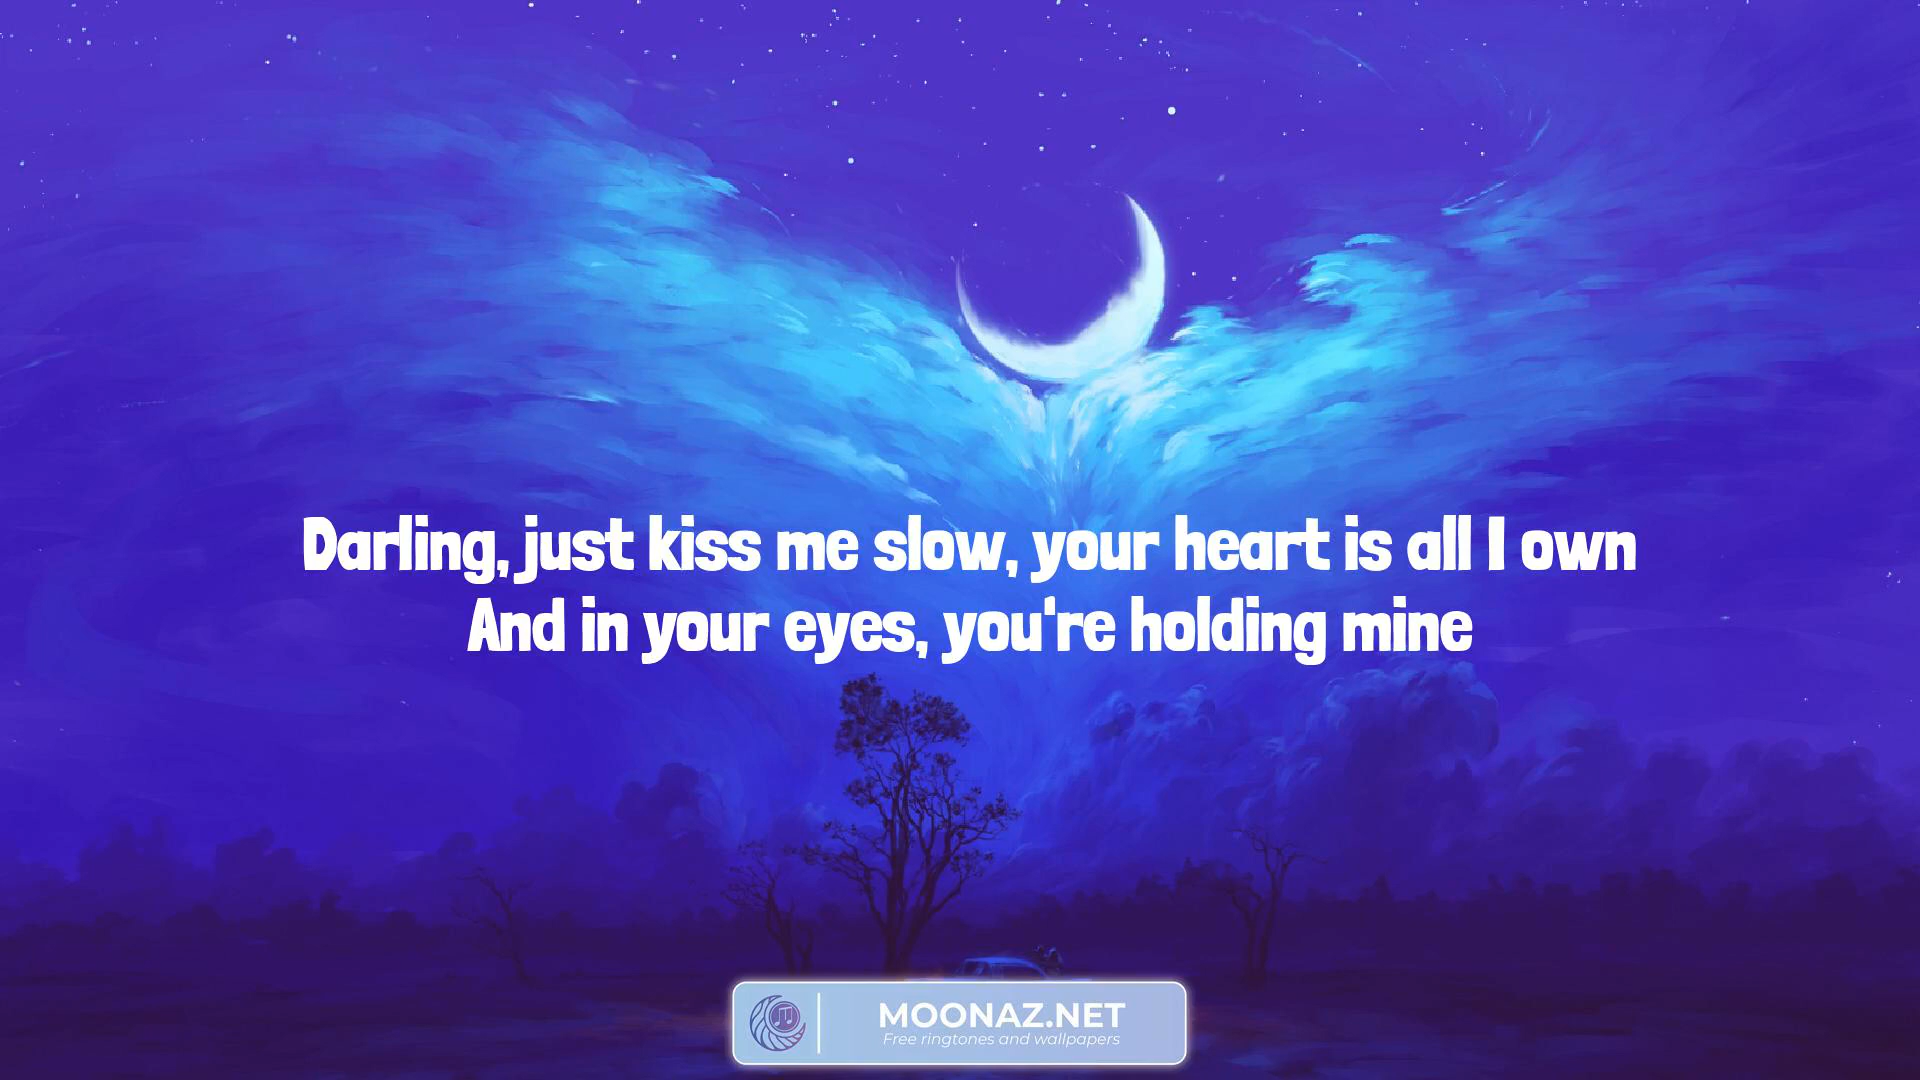 Darling, just kiss me slow, your heart is all I own
And in your eyes, you're holding mine
MOONAZ.NET
Free ringtones and wallpapers